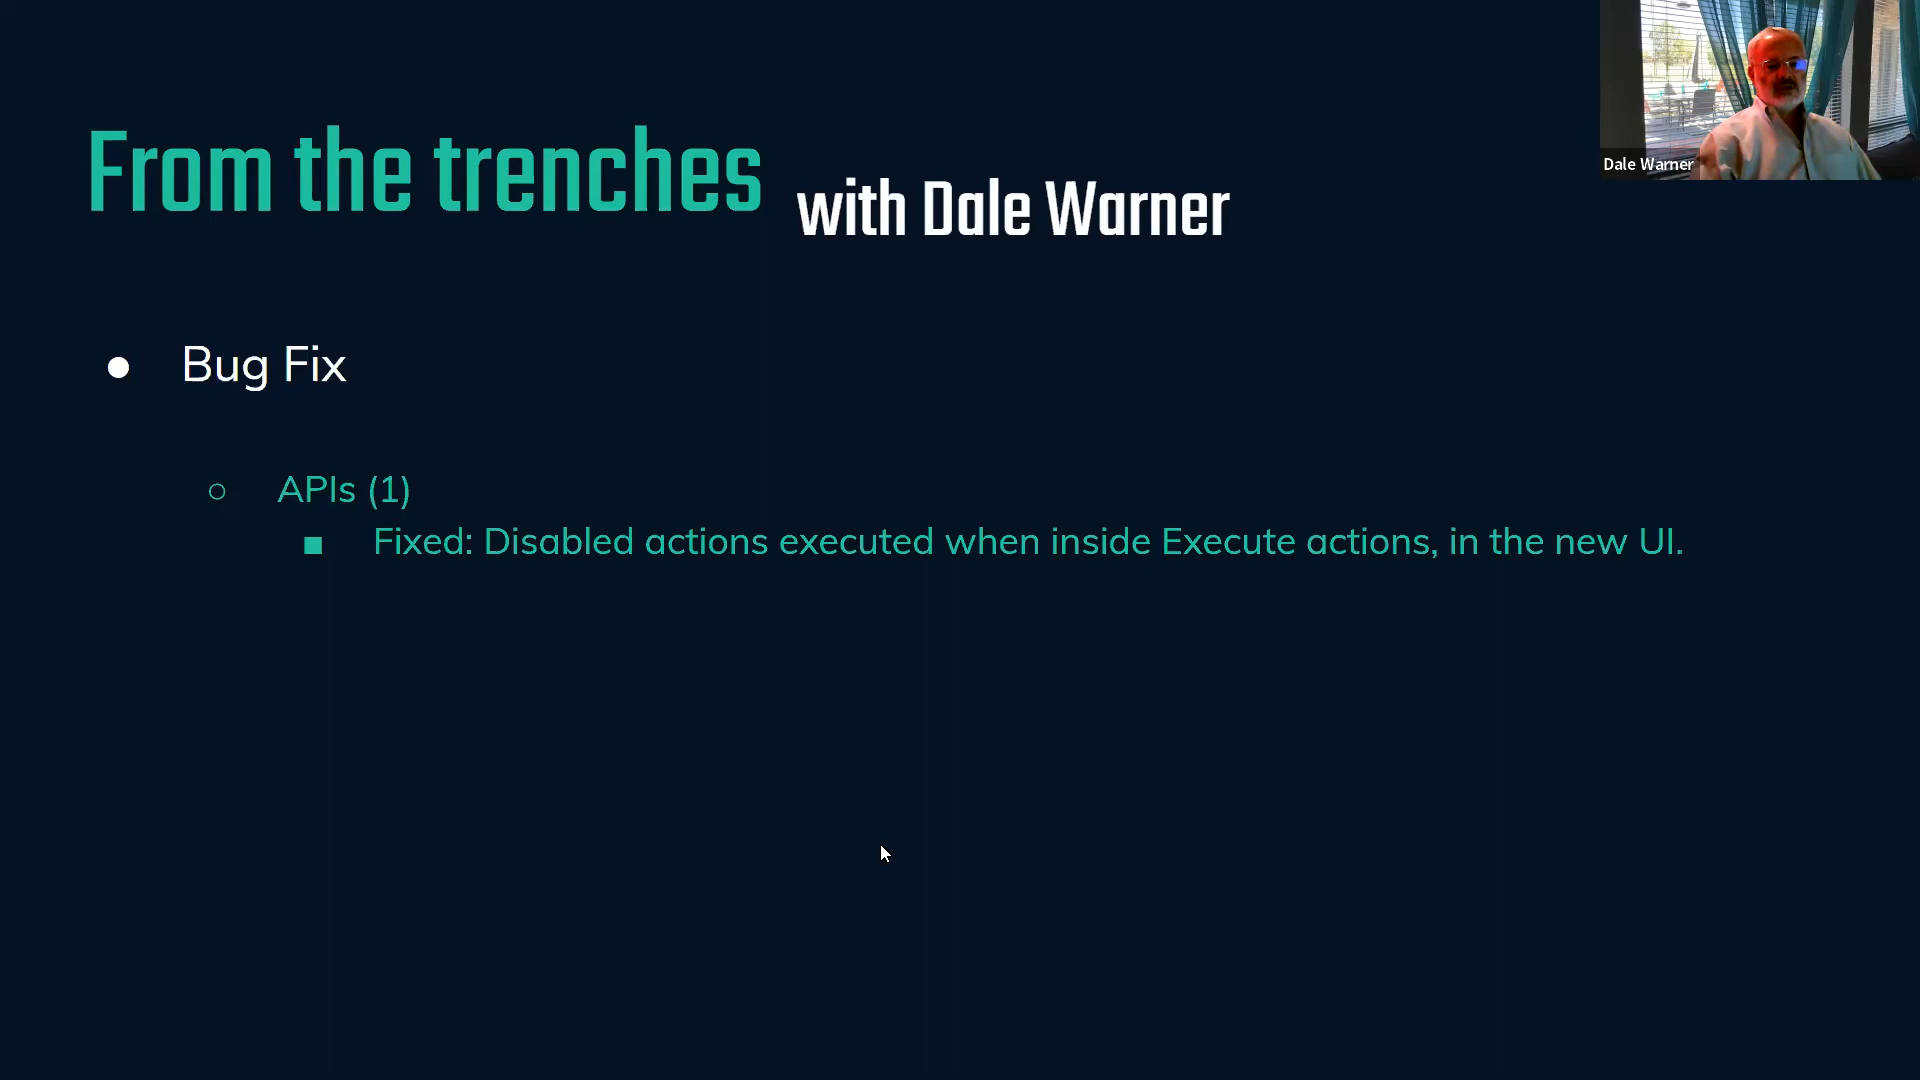 From the trenches with Dale Warner
Dale Warner
● Bug Fix
○ APIs (1)
■ Fixed: Disabled actions executed when inside Execute actions, in the new UI.